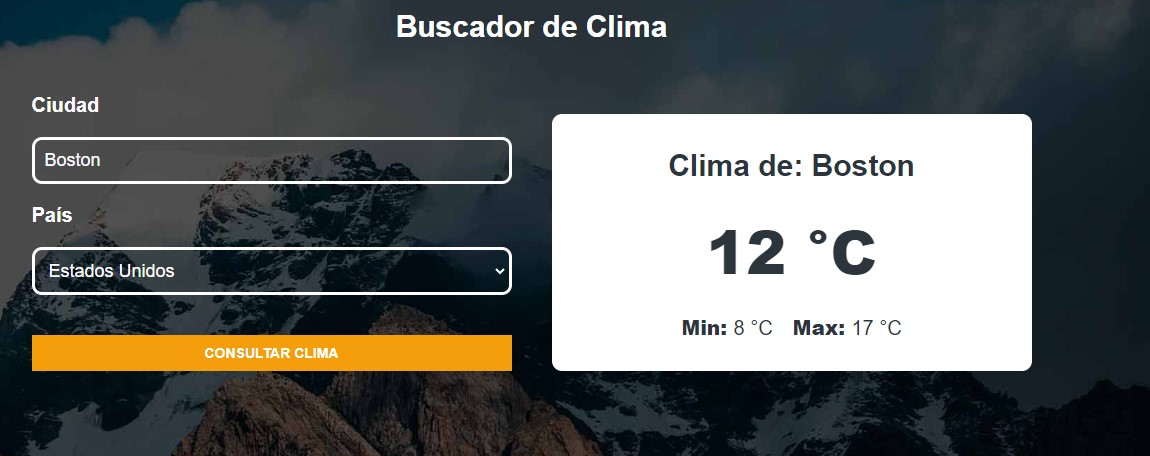 Buscador de Clima
Ciudad
Boston
País
Estados Unidos
CONSULTAR CLIMA
Clima de: Boston
12 °C
Min: 8 °C Max: 17 °C